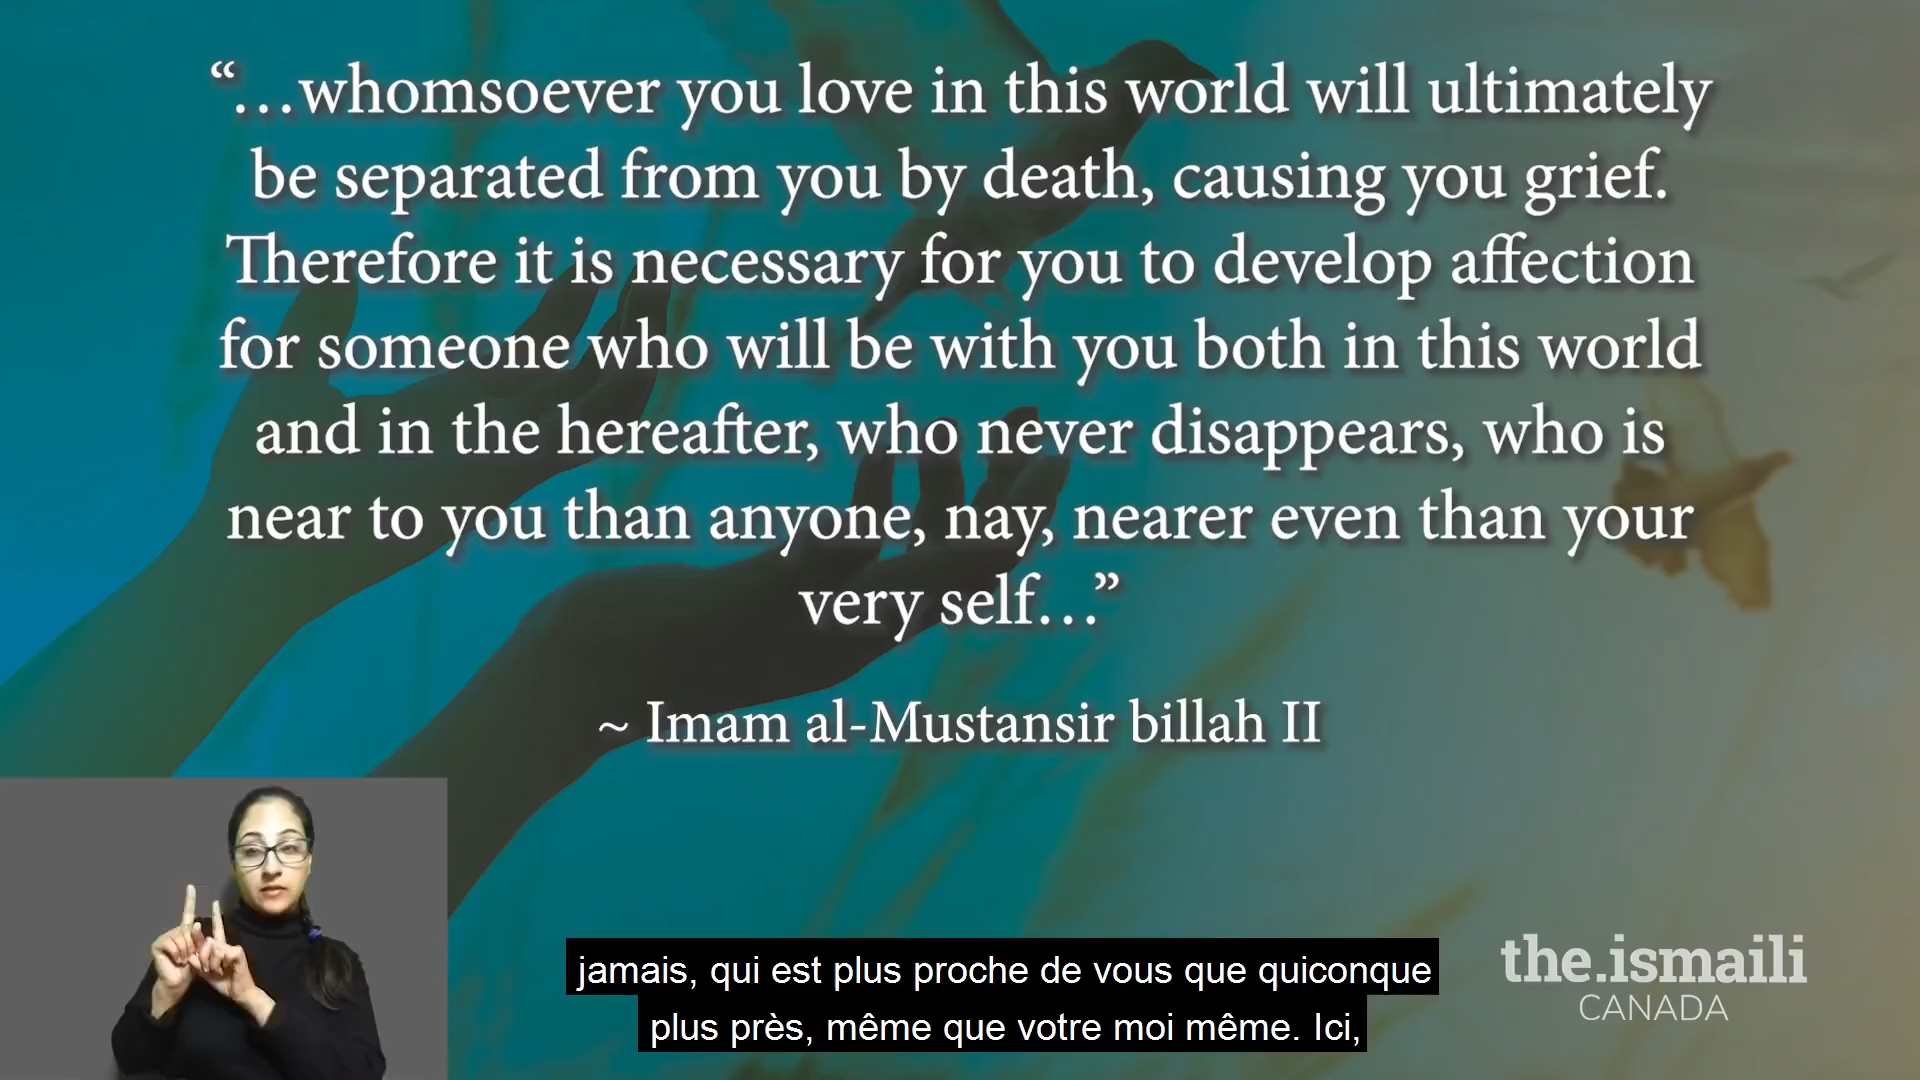 “…whomsoever you love in this world will ultimately
be separated from you by death, causing you grief.
Therefore it is necessary for you to develop affection
for someone who will be with you both in this world
and in the hereafter, who never disappears, who is
near to you than anyone, nay, nearer even than your
very self…”
~ Imam al-Mustansir billah II
jamais, qui est plus proche de vous que quiconque
plus près, même que votre moi même. Ici,
the.ismaili
CANADA